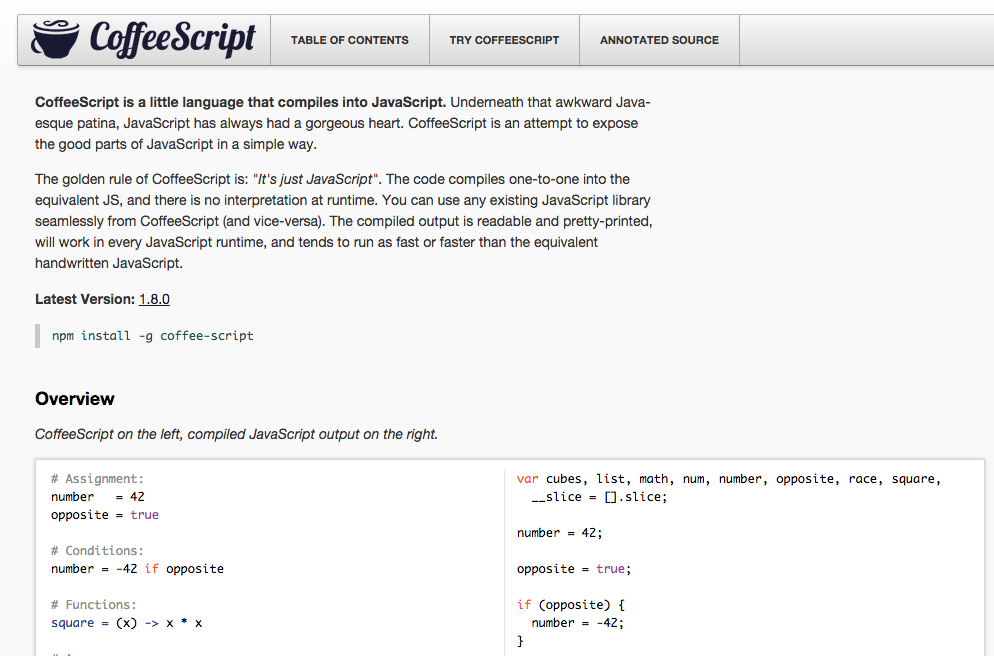 CoffeeScript
TABLE OF CONTENTS
TRY COFFEESCRIPT
ANNOTATED SOURCE
CoffeeScript is a little language that compiles into JavaScript. Underneath that awkward Java-
esque patina, JavaScript has always had a gorgeous heart. CoffeeScript is an attempt to expose
the good parts of JavaScript in a simple way.
The golden rule of CoffeeScript is: "It's just JavaScript". The code compiles one-to-one into the
equivalent JS, and there is no interpretation at runtime. You can use any existing JavaScript library
seamlessly from CoffeeScript (and vice-versa). The compiled output is readable and pretty-printed,
will work in every JavaScript runtime, and tends to run as fast or faster than the equivalent
handwritten JavaScript.
Latest Version: 1.8.0
npm install -g coffee-script
Overview
CoffeeScript on the left, compiled JavaScript output on the right.
# Assignment:
number   = 42
opposite = true
# Conditions:
number = -42 if opposite
# Functions:
square = (x) -> x * x
var cubes, list, math, num, number, opposite, race, square,
  __slice = [].slice;
number = 42;
opposite = true;
if (opposite) {
  number = -42;
}